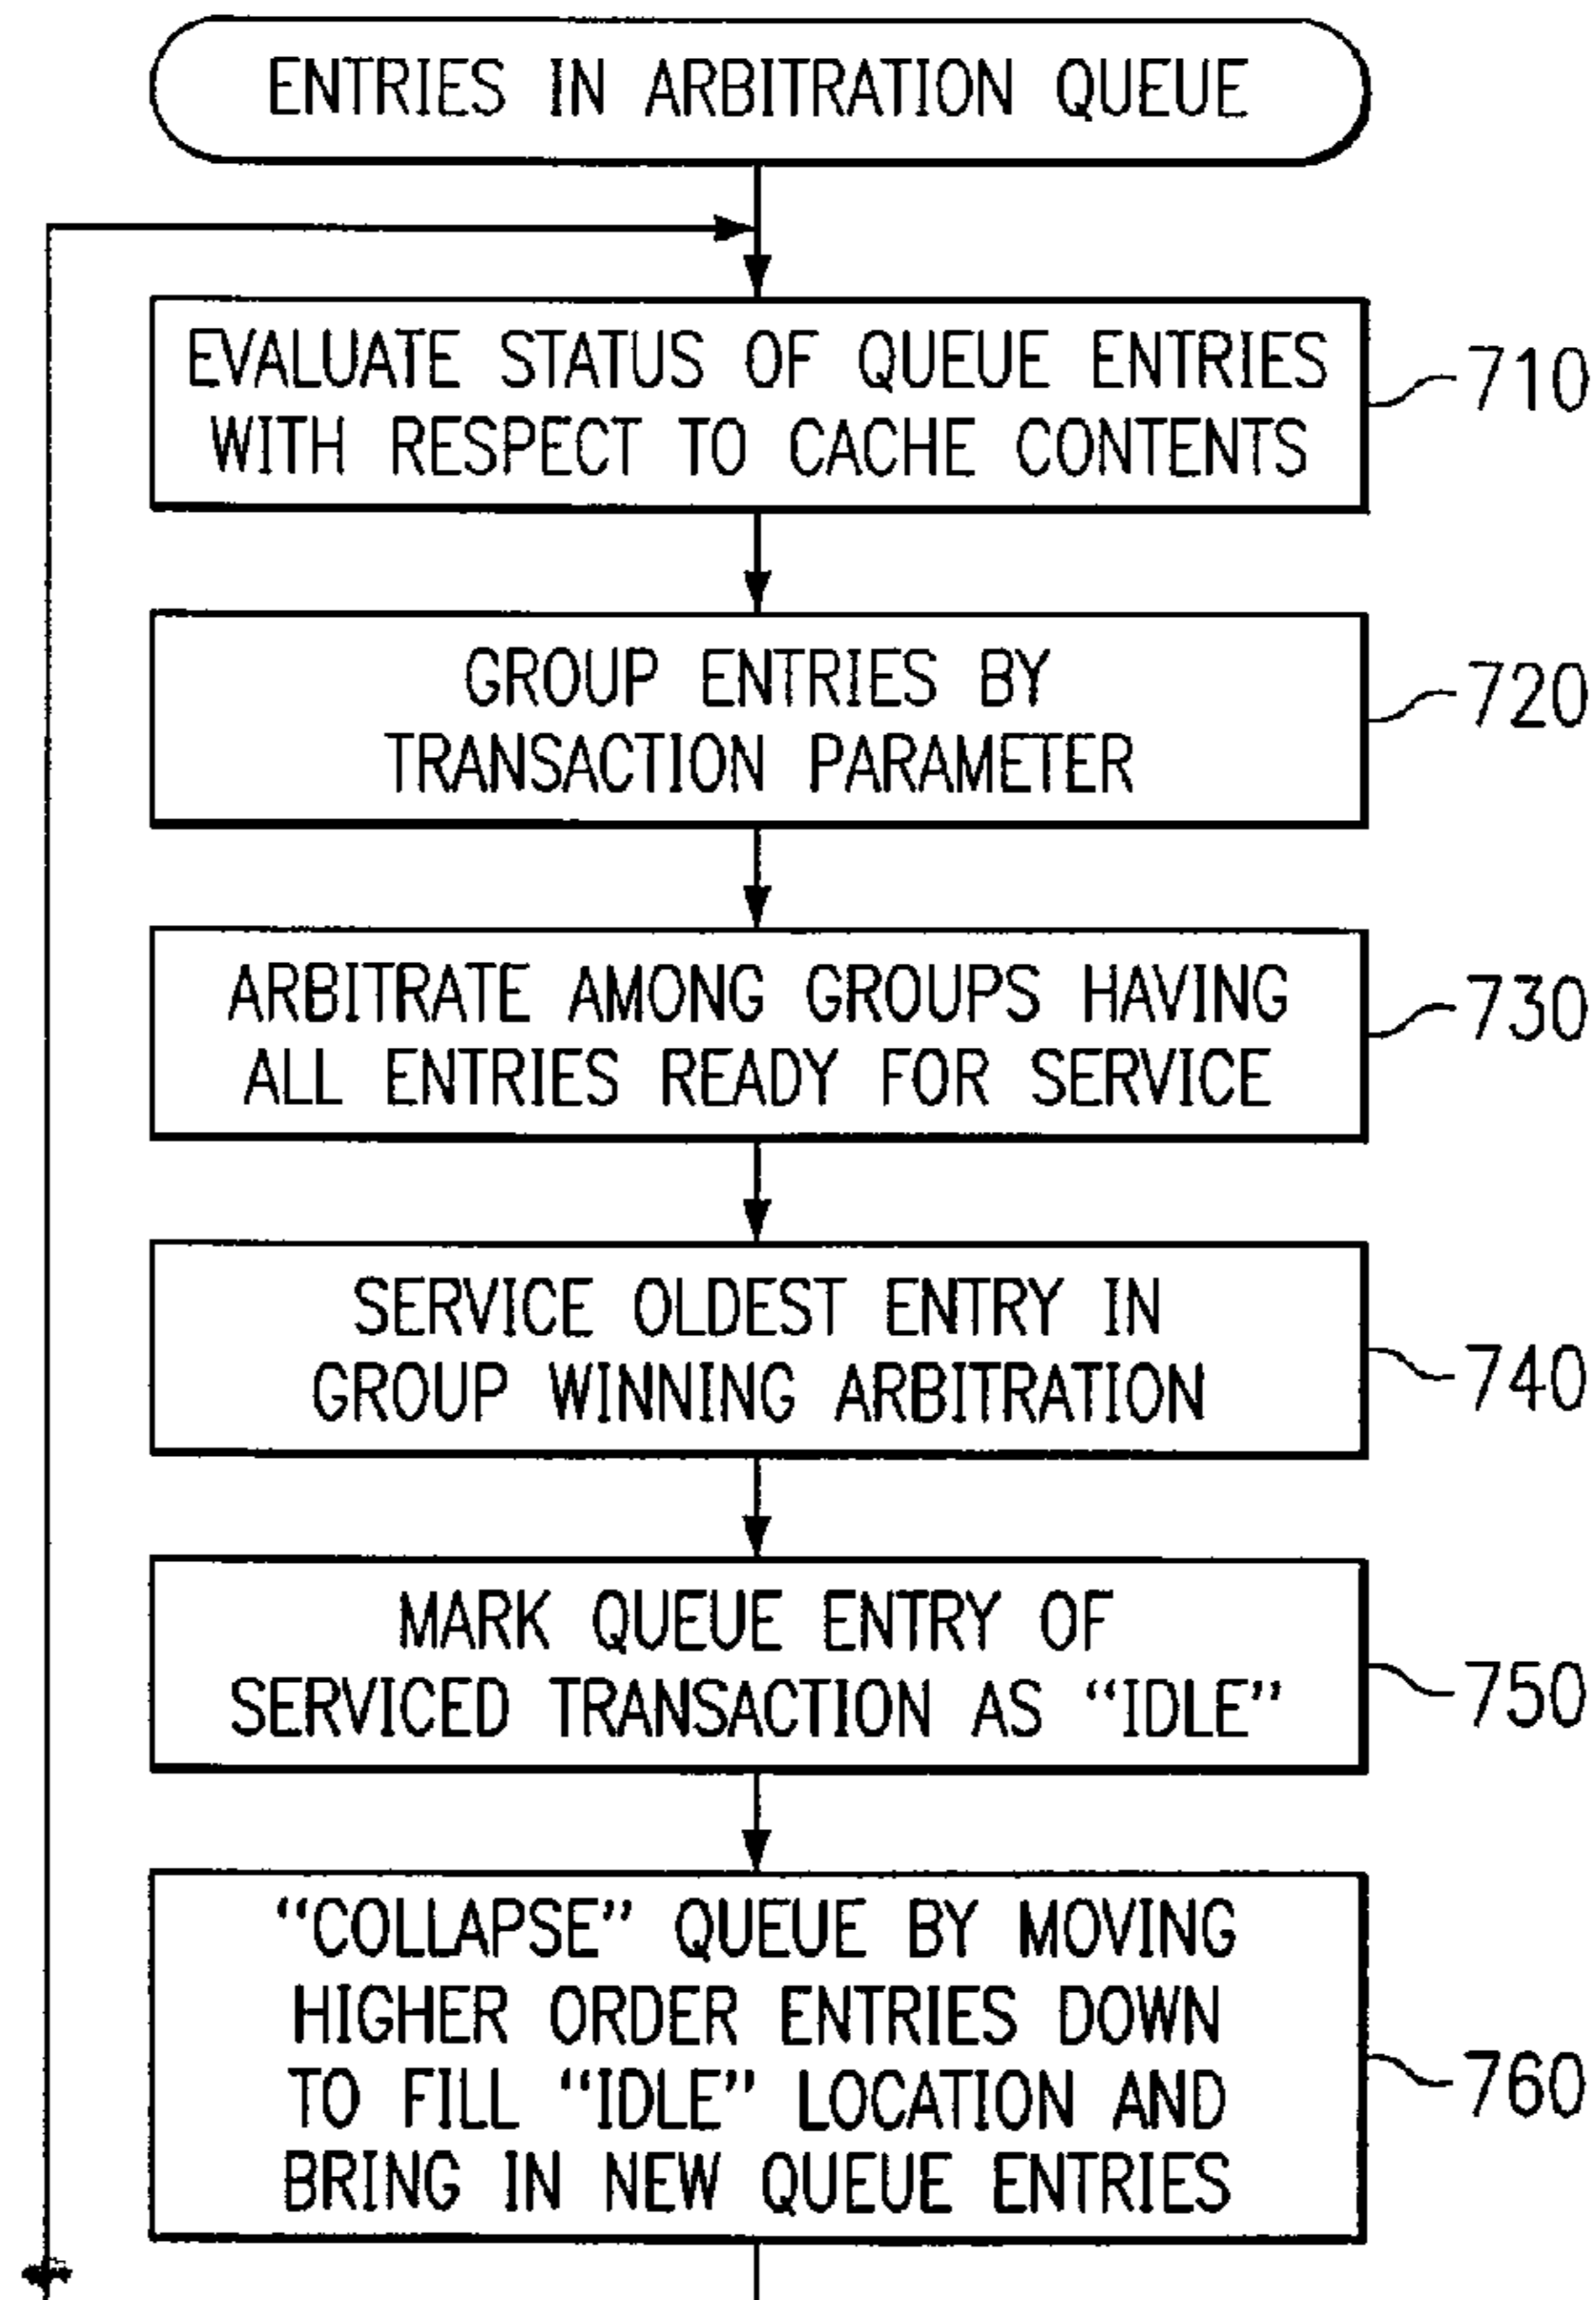 ENTRIES IN ARBITRATION QUEUE
EVALUATE STATUS OF QUEUE ENTRIES
WITH RESPECT TO CACHE CONTENTS
710
GROUP ENTRIES BY
TRANSACTION PARAMETER
720
ARBITRATE AMONG GROUPS HAVING
ALL ENTRIES READY FOR SERVICE
730
SERVICE OLDEST ENTRY IN
GROUP WINNING ARBITRATION
740
MARK QUEUE ENTRY OF
SERVICED TRANSACTION AS “IDLE”
750
“COLLAPSE” QUEUE BY MOVING
HIGHER ORDER ENTRIES DOWN
TO FILL “IDLE” LOCATION AND
BRING IN NEW QUEUE ENTRIES
760